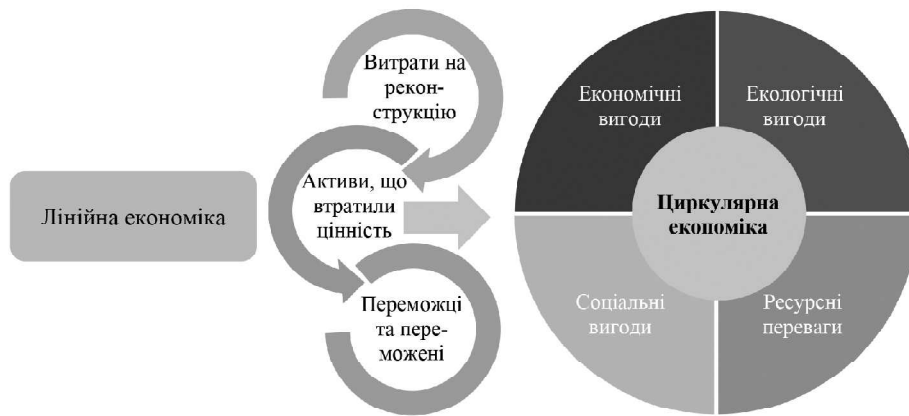 Лінійна економіка
Витрати на
рекон-
струкцію
Активи, що
втратили
цінність
Переможці
та пере-
можені
Економічні
вигоди
Екологічні
вигоди
Циркулярна
економіка
Соціальні
вигоди
Ресурсні
переваги